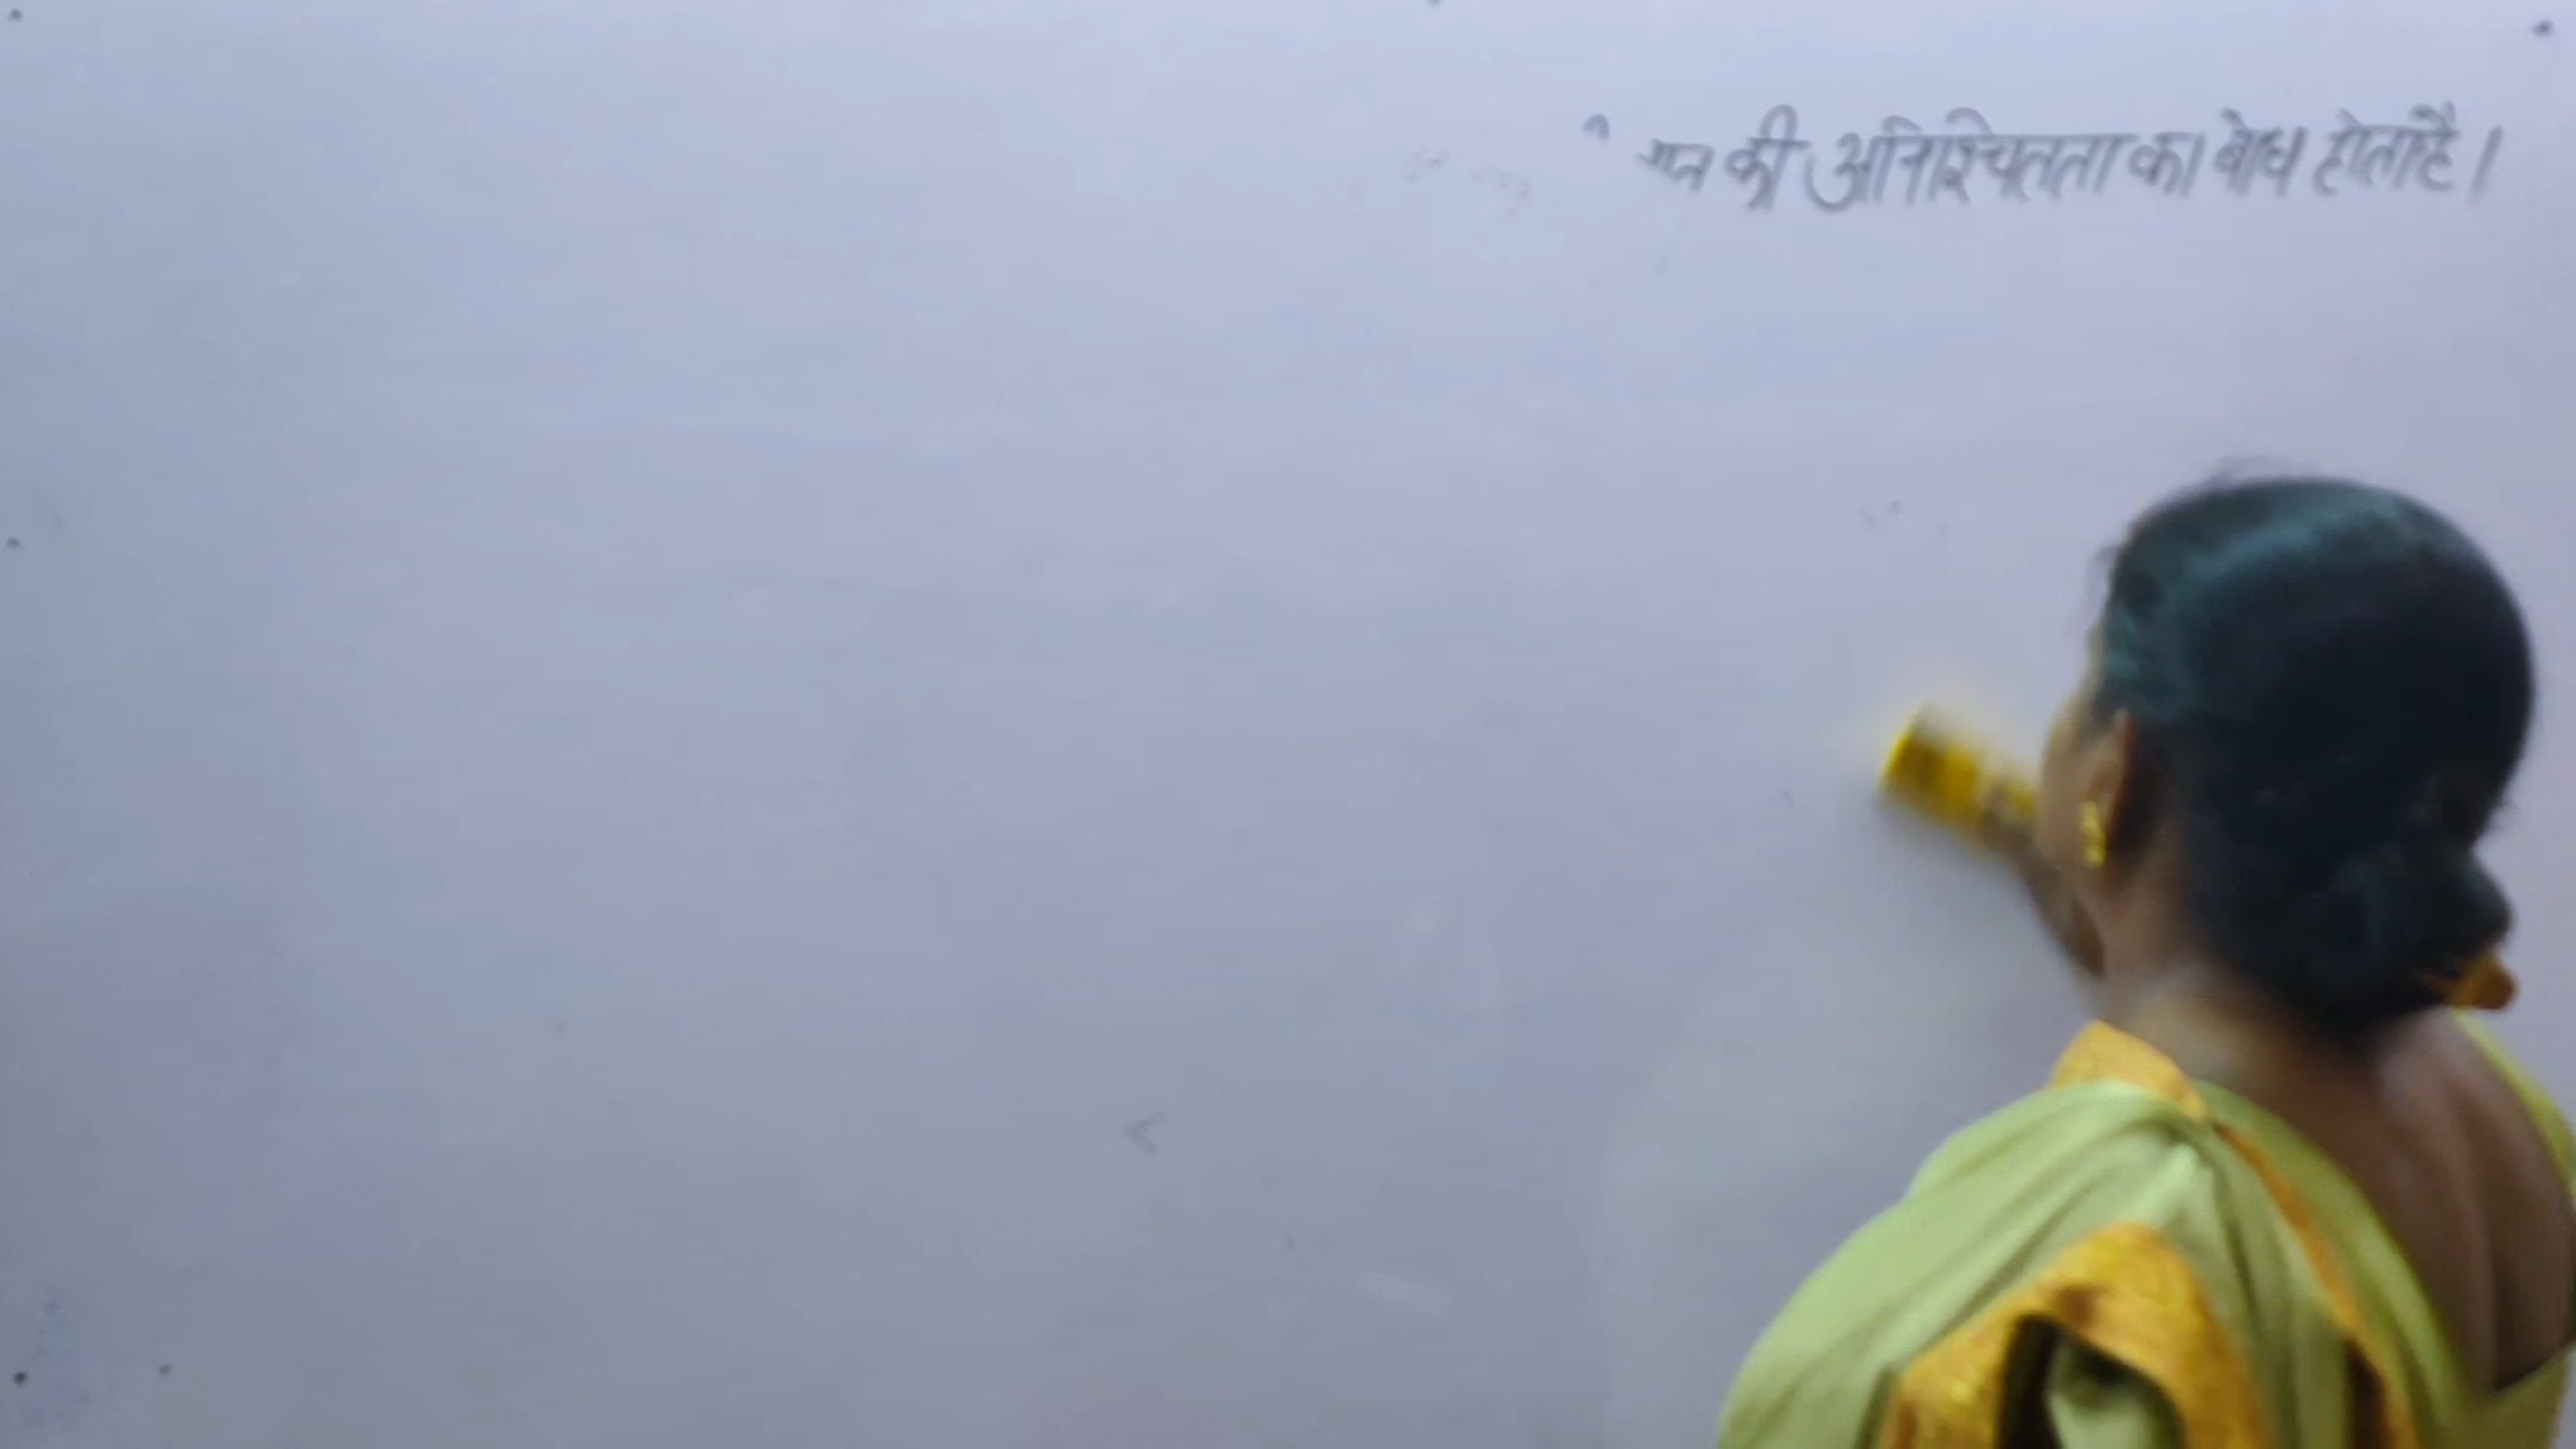 की अनिश्चितता का बोध होता है।